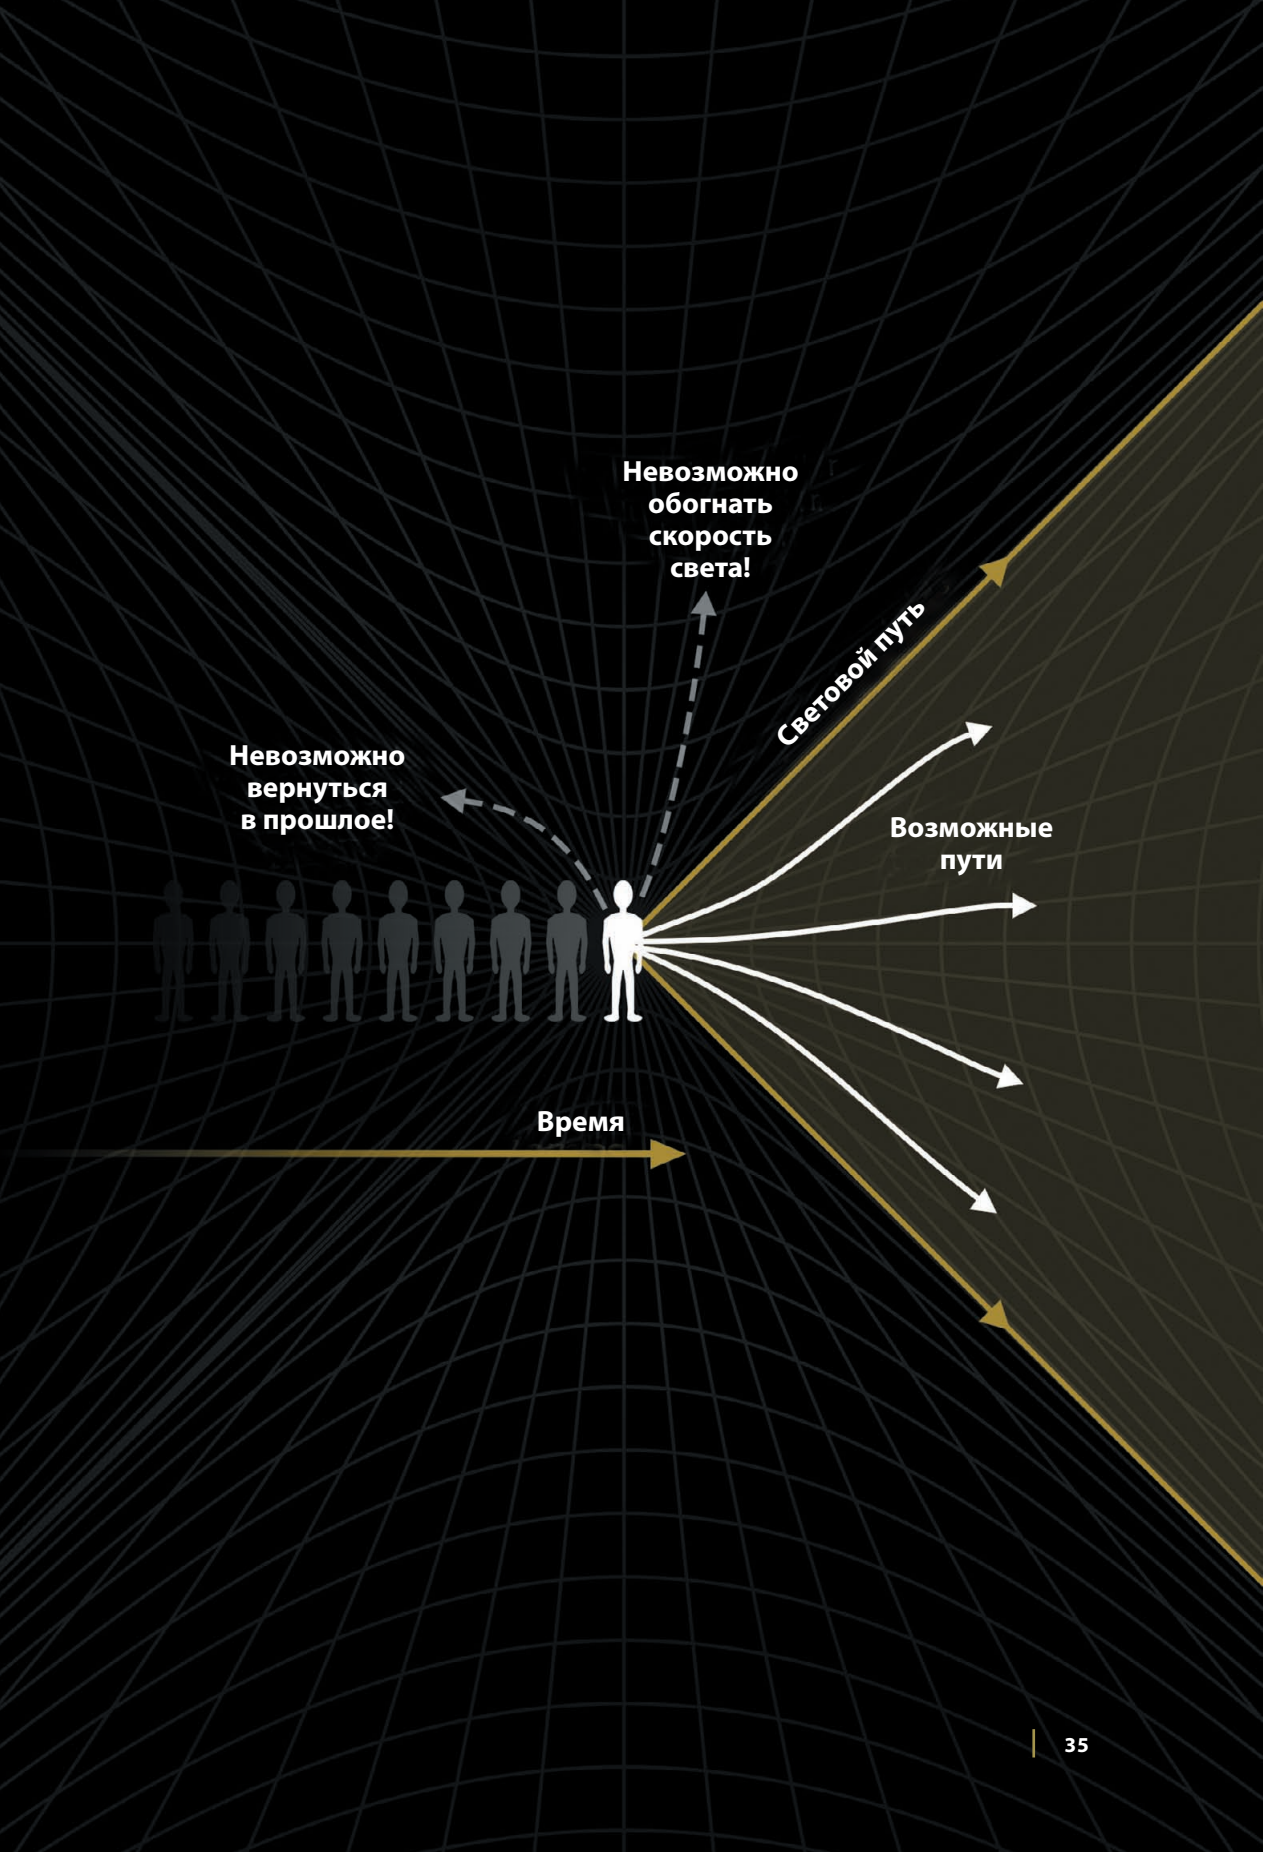 Невозможно
обогнать
скорость
света!
Световой путь
Невозможно
вернуться
в прошлое!
Возможные
пути
Время
35